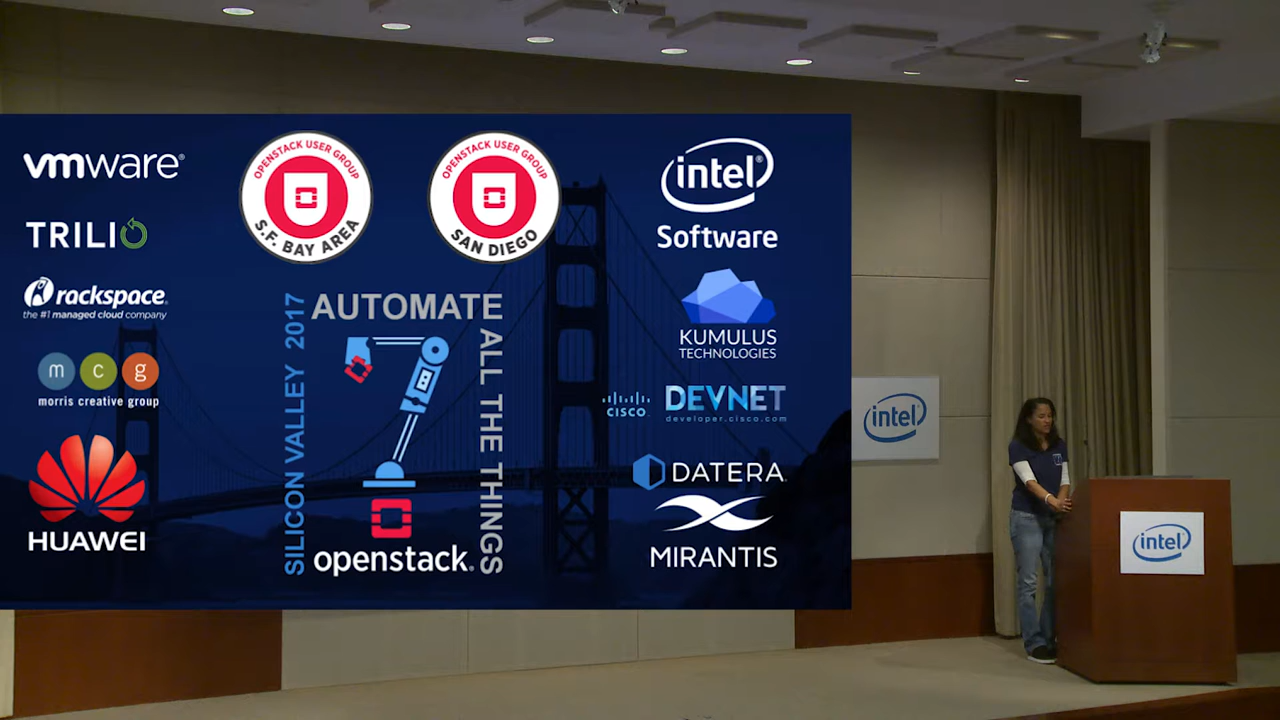 vmware®
TRILIO
rackspace®
the #1 managed cloud company
m c g
morris creative group
HUAWEI
OPENSTACK USER GROUP
S.F. BAY AREA
OPENSTACK USER GROUP
SAN DIEGO
SILICON VALLEY 2017
AUTOMATE
ALL THE THINGS
openstack®
intel®
Software
KUMULUS
TECHNOLOGIES
CISCO
DEVNET
developer.cisco.com
DATERA
MIRANTIS
intel
intel